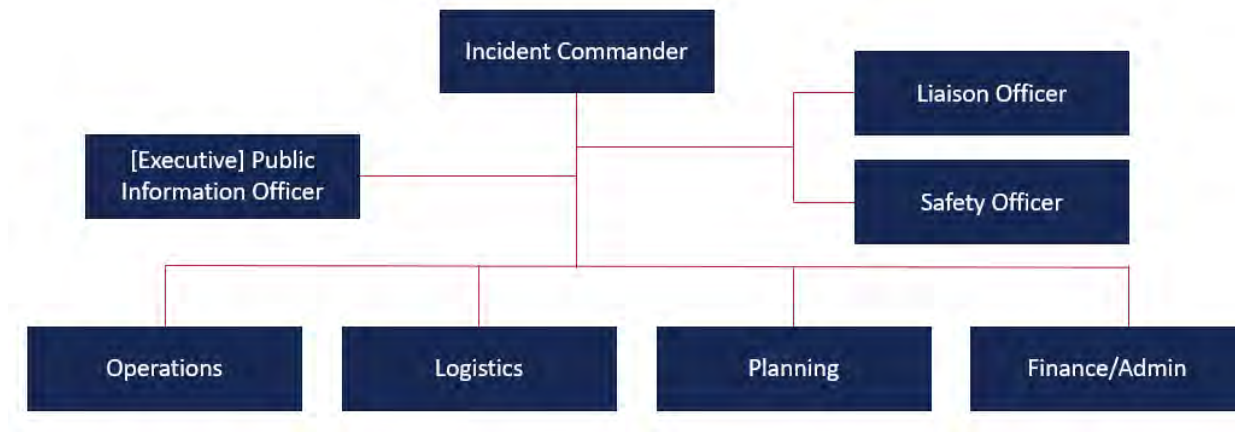 Incident Commander
Liaison Officer
[Executive] Public
Information Officer
Safety Officer
Operations
Logistics
Planning
Finance/Admin